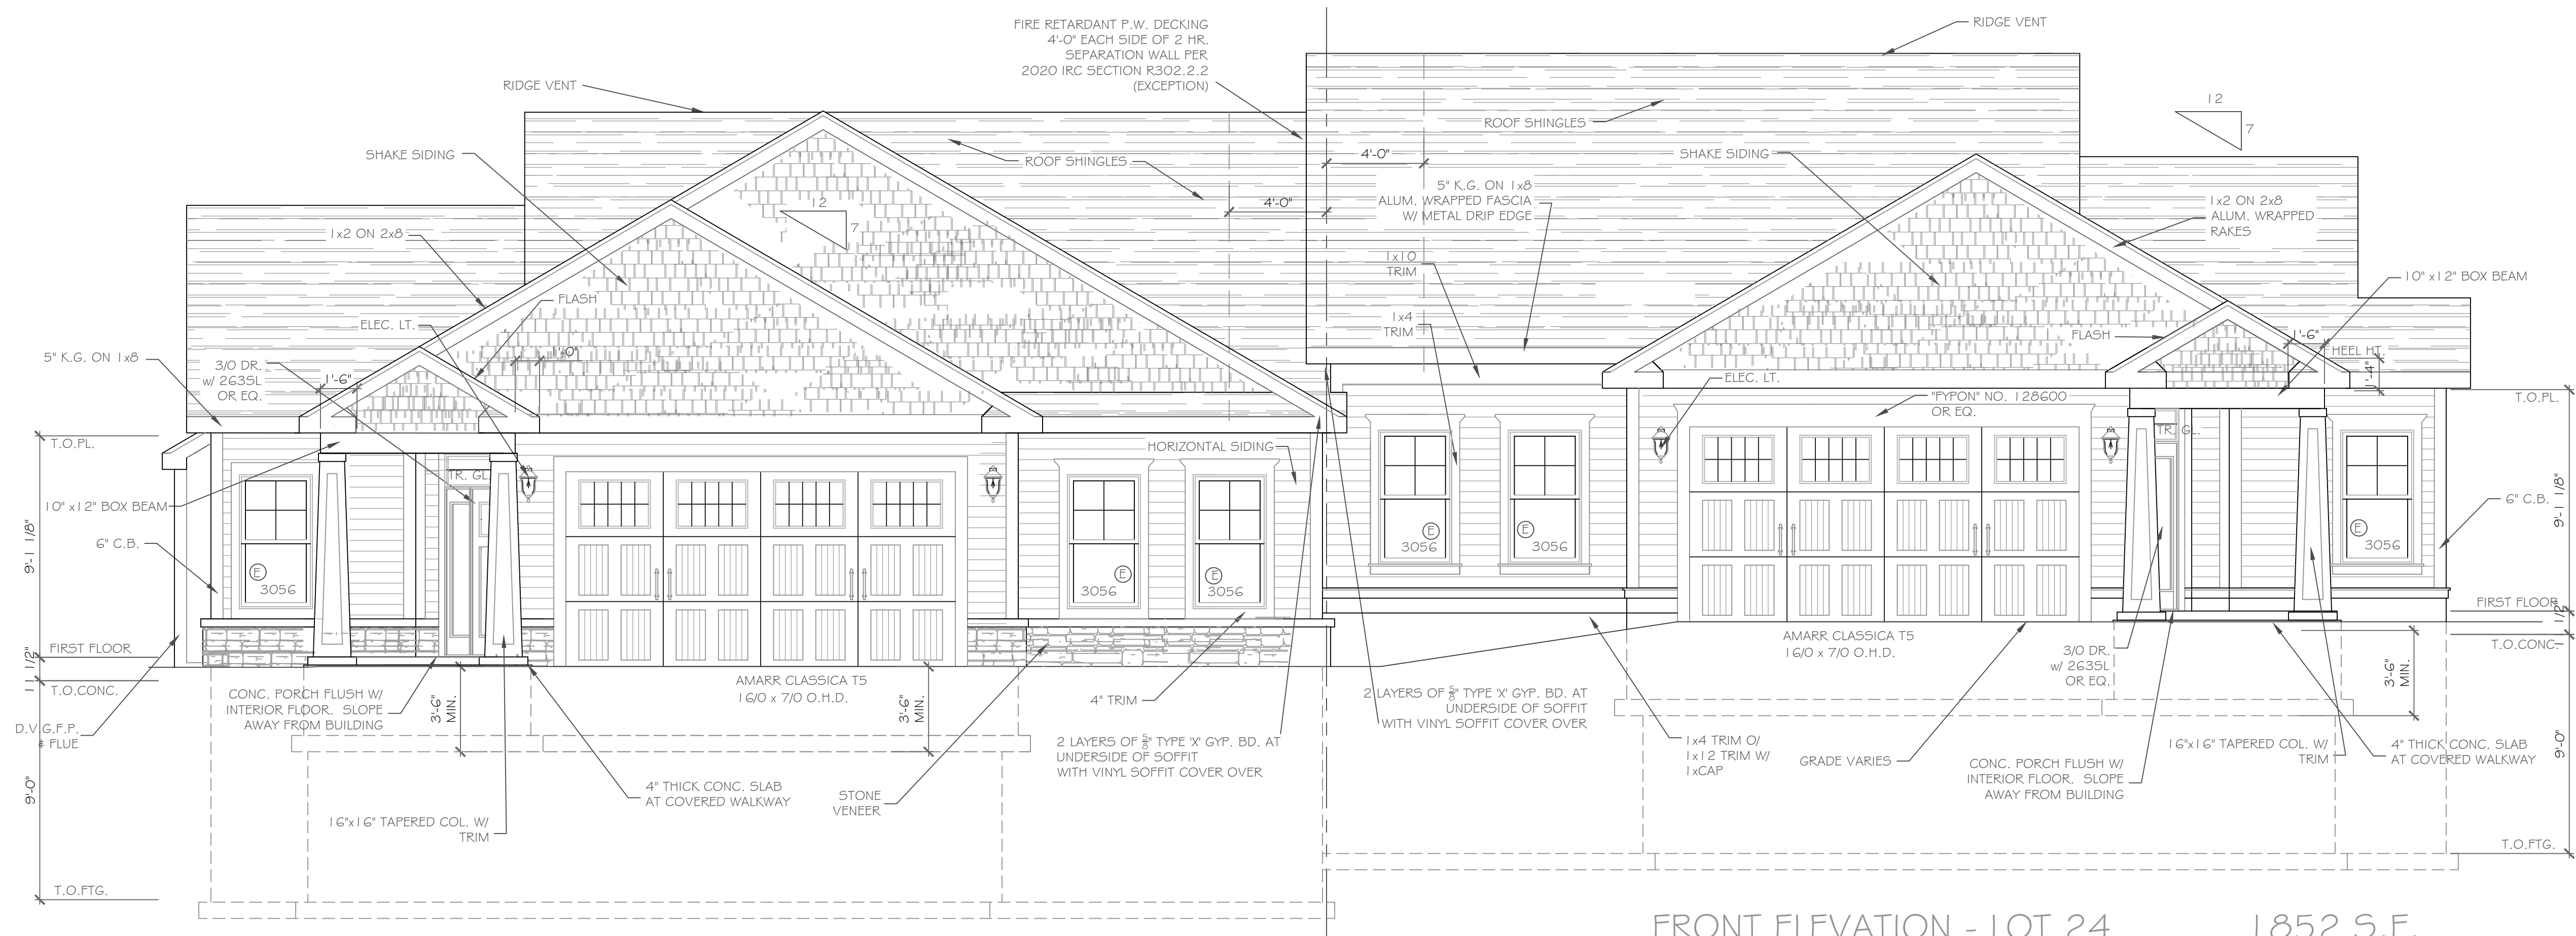 FIRE RETARDANT P.W. DECKING
4'-0" EACH SIDE OF 2 HR.
SEPARATION WALL PER
2020 IRC SECTION R302.2.2
(EXCEPTION)
RIDGE VENT
RIDGE VENT
12
7
ROOF SHINGLES
SHAKE SIDING
ROOF SHINGLES
4'-0"
SHAKE SIDING
5" K.G. ON 1x8
ALUM. WRAPPED FASCIA
W/ METAL DRIP EDGE
12
7
4'-0"
1x2 ON 2x8
ALUM. WRAPPED
RAKES
1x2 ON 2x8
1x10
TRIM
10"x12" BOX BEAM
FLASH
ELEC. LT.
1x4
TRIM
FLASH
1'-6"
HEEL HT.
1'-4"
5" K.G. ON 1x8
3/0 DR.
w/ 263SL
OR EQ.
1'-6"
1'-0"
ELEC. LT.
"FYPON" NO. 128600
OR EQ.
T.O.PL.
T.O.PL.
HORIZONTAL SIDING
TR. GL.
TR. GL.
10"x12" BOX BEAM
6" C.B.
9'-1 1/8"
6" C.B.
9'-1 1/8"
E
3056
E
3056
E
3056
E
3056
E
3056
E
3056
FIRST FLOOR
FIRST FLOOR
11 1/2"
T.O.CONC.
11 1/2"
T.O.CONC.
AMARR CLASSICA T5
16/0 x 7/0 O.H.D.
AMARR CLASSICA T5
16/0 x 7/0 O.H.D.
3/0 DR.
w/ 263SL
OR EQ.
3'-6"
MIN.
CONC. PORCH FLUSH W/
INTERIOR FLOOR. SLOPE
AWAY FROM BUILDING
3'-6"
MIN.
3'-6"
MIN.
4" TRIM
2 LAYERS OF 5/8" TYPE 'X' GYP. BD. AT
UNDERSIDE OF SOFFIT
WITH VINYL SOFFIT COVER OVER
D.V.G.F.P.
& FLUE
2 LAYERS OF 5/8" TYPE 'X' GYP. BD. AT
UNDERSIDE OF SOFFIT
WITH VINYL SOFFIT COVER OVER
1x4 TRIM O/
1x12 TRIM W/
1xCAP
GRADE VARIES
CONC. PORCH FLUSH W/
INTERIOR FLOOR. SLOPE
AWAY FROM BUILDING
16"x16" TAPERED COL. W/
TRIM
4" THICK CONC. SLAB
AT COVERED WALKWAY
9'-0"
9'-0"
4" THICK CONC. SLAB
AT COVERED WALKWAY
STONE
VENEER
16"x16" TAPERED COL. W/
TRIM
T.O.FTG.
T.O.FTG.
FRONT ELEVATION - LOT 24
1852 S.F.